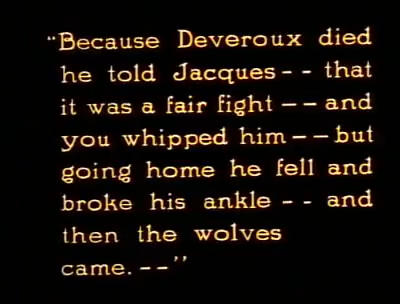 "Because Deveroux died
he told Jacques-- that
it was a fair fight --and
you whipped him--but
going home he fell and
broke his ankle -- and
then the wolves
came.--"